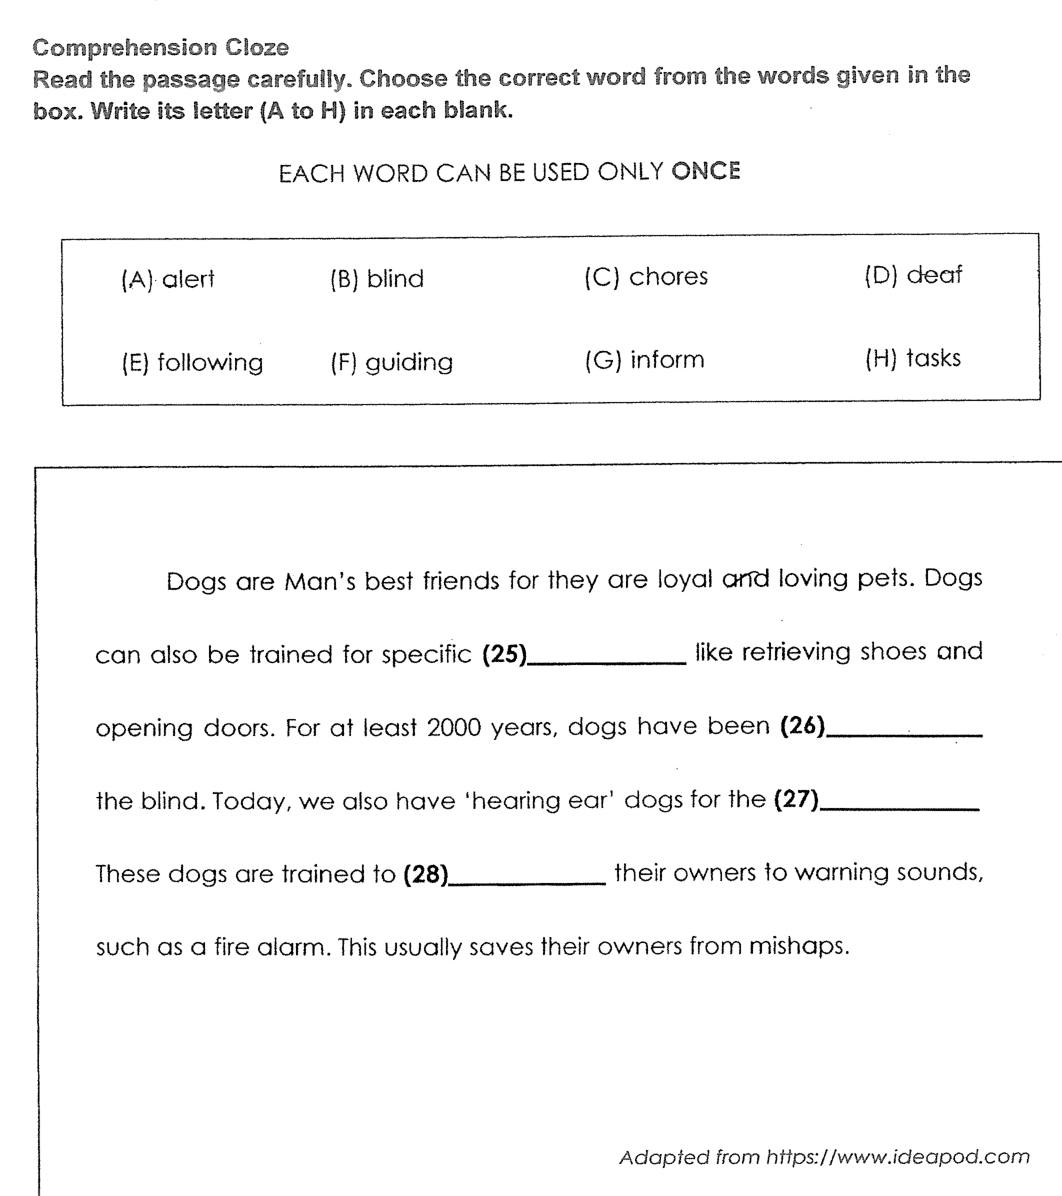 Comprehension Cloze
Read the passage carefully. Choose the correct word from the words given in the
box. Write its letter (A to H) in each blank.
EACH WORD CAN BE USED ONLY ONCE
(A) alert (B) blind (C) chores (D) deaf
(E) following (F) guiding (G) inform (H) tasks
Dogs are Man's best friends for they are loyal and loving pets. Dogs
can also be trained for specific (25)____________ like retrieving shoes and
opening doors. For at least 2000 years, dogs have been (26)____________
the blind. Today, we also have 'hearing ear' dogs for the (27)____________
These dogs are trained to (28)____________ their owners to warning sounds,
such as a fire alarm. This usually saves their owners from mishaps.
Adapted from https://www.ideapod.com